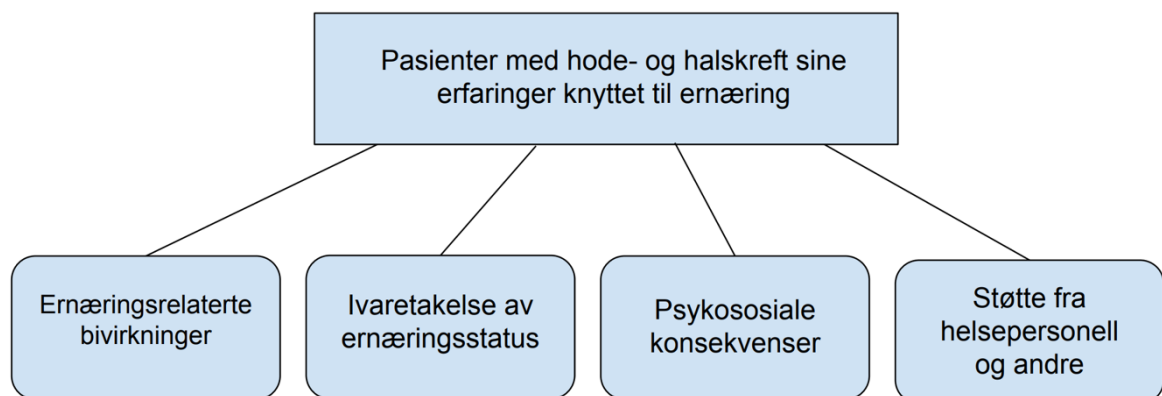 Pasienter med hode- og halskreft sine
erfaringer knyttet til ernæring
Ernæringsrelaterte
bivirkninger
Ivaretakelse av
ernæringsstatus
Psykososiale
konsekvenser
Støtte fra
helsepersonell
og andre